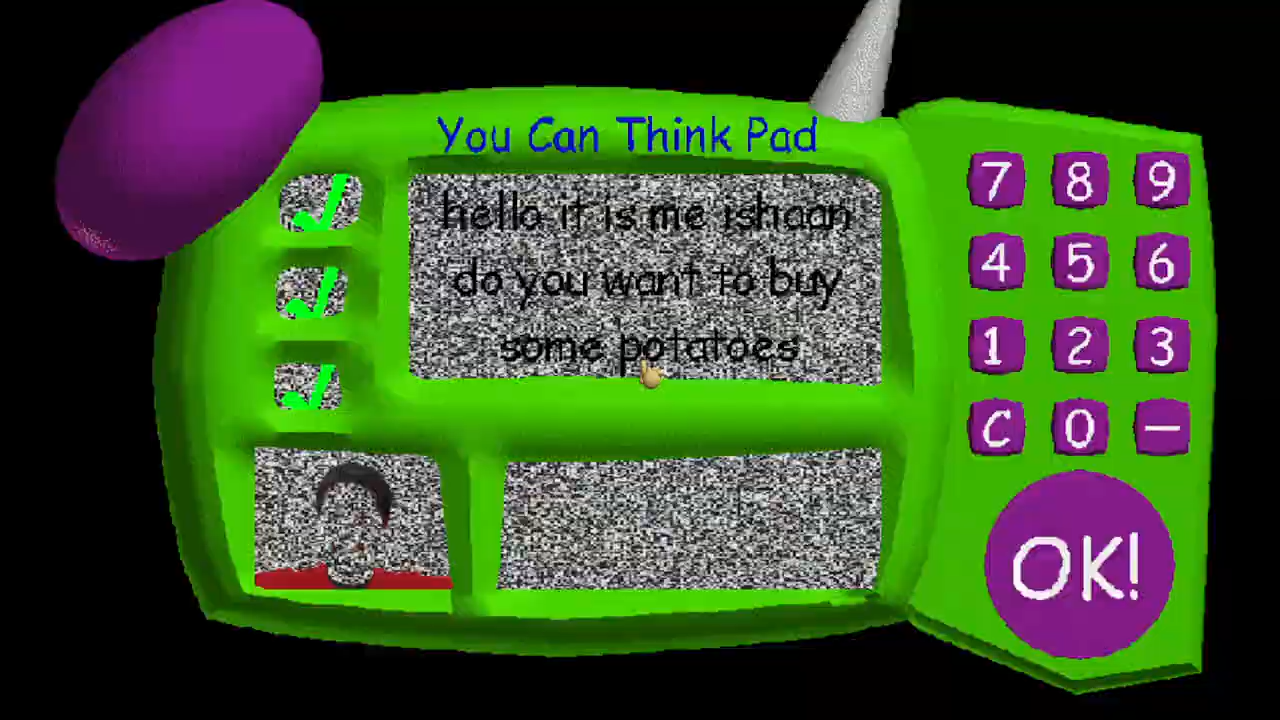 You Can Think Pad
hello it is me ishaan
do you want to buy
some potatoes
7 8 9
4 5 6
1 2 3
C 0 −
OK!